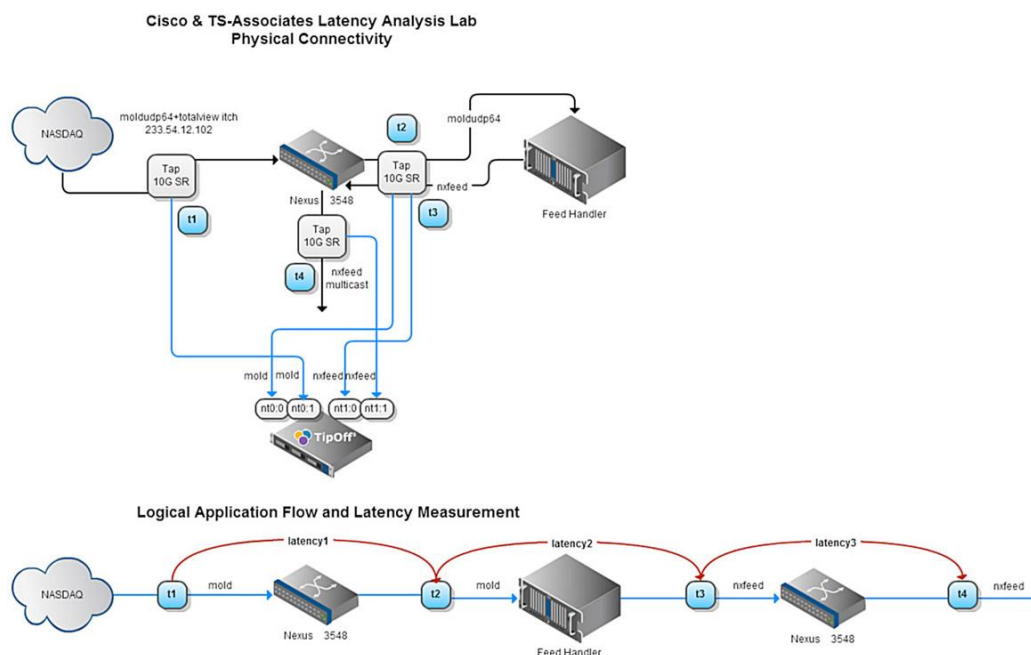 Cisco & TS-Associates Latency Analysis Lab
Physical Connectivity
NASDAQ
moldudp64+totalview itch
233.54.12.102
Tap
10G SR
t1
Nexus 3548
t2
Tap
10G SR
t3
moldudp64
nxfeed
Feed Handler
Tap
10G SR
t4
nxfeed
multicast
mold
mold
nxfeed
nxfeed
nt0:0
nt0:1
nt1:0
nt1:1
TipOff'
Logical Application Flow and Latency Measurement
latency1
latency2
latency3
NASDAQ
t1
mold
Nexus 3548
t2
mold
Feed Handler
t3
nxfeed
Nexus 3548
t4
nxfeed